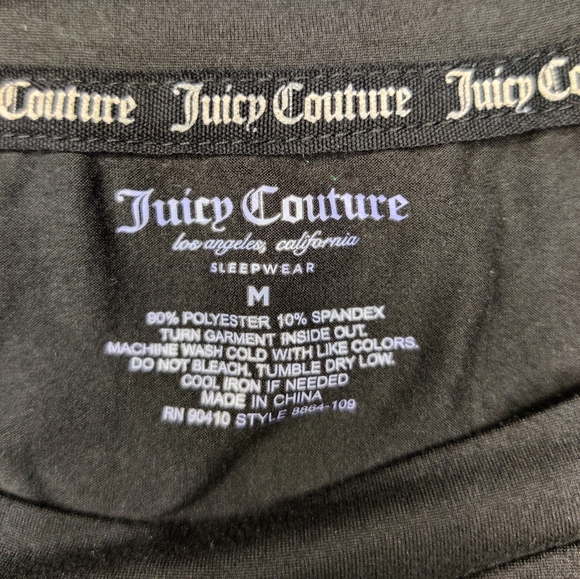 Couture Juicy Couture Juicy Co
Juicy Couture
los angeles, california
SLEEPWEAR
M
90% POLYESTER 10% SPANDEX
TURN GARMENT INSIDE OUT.
MACHINE WASH COLD WITH LIKE COLORS.
DO NOT BLEACH, TUMBLE DRY LOW.
COOL IRON IF NEEDED
MADE IN CHINA
RN 90410 STYLE 8864-109